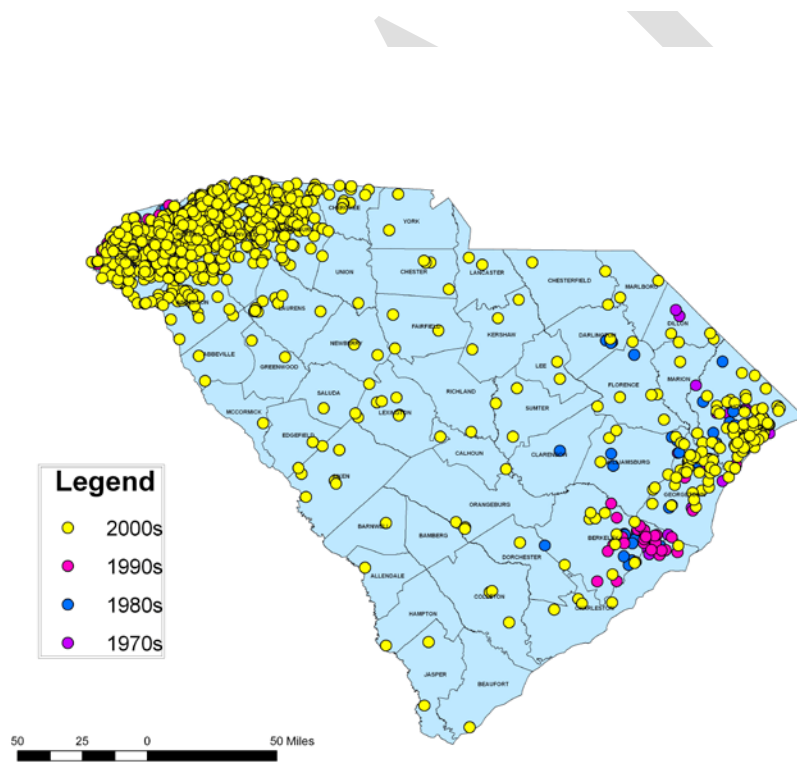 CHEROKEE
YORK
UNION
CHESTER
LANCASTER
CHESTERFIELD
MARLBORO
LAURENS
FAIRFIELD
KERSHAW
DARLINGTON
DILLON
NEWBERRY
LEE
ABBEVILLE
GREENWOOD
FLORENCE
MARION
RICHLAND
SALUDA
SUMTER
MCCORMICK
LEXINGTON
EDGEFIELD
CALHOUN
CLARENDON
WILLIAMSBURG
AIKEN
GEORGETOWN
ORANGEBURG
BARNWELL
BAMBERG
BERKELEY
DORCHESTER
ALLENDALE
COLLETON
CHARLESTON
HAMPTON
JASPER
BEAUFORT
Legend
2000s
1990s
1980s
1970s
50 25 0 50 Miles